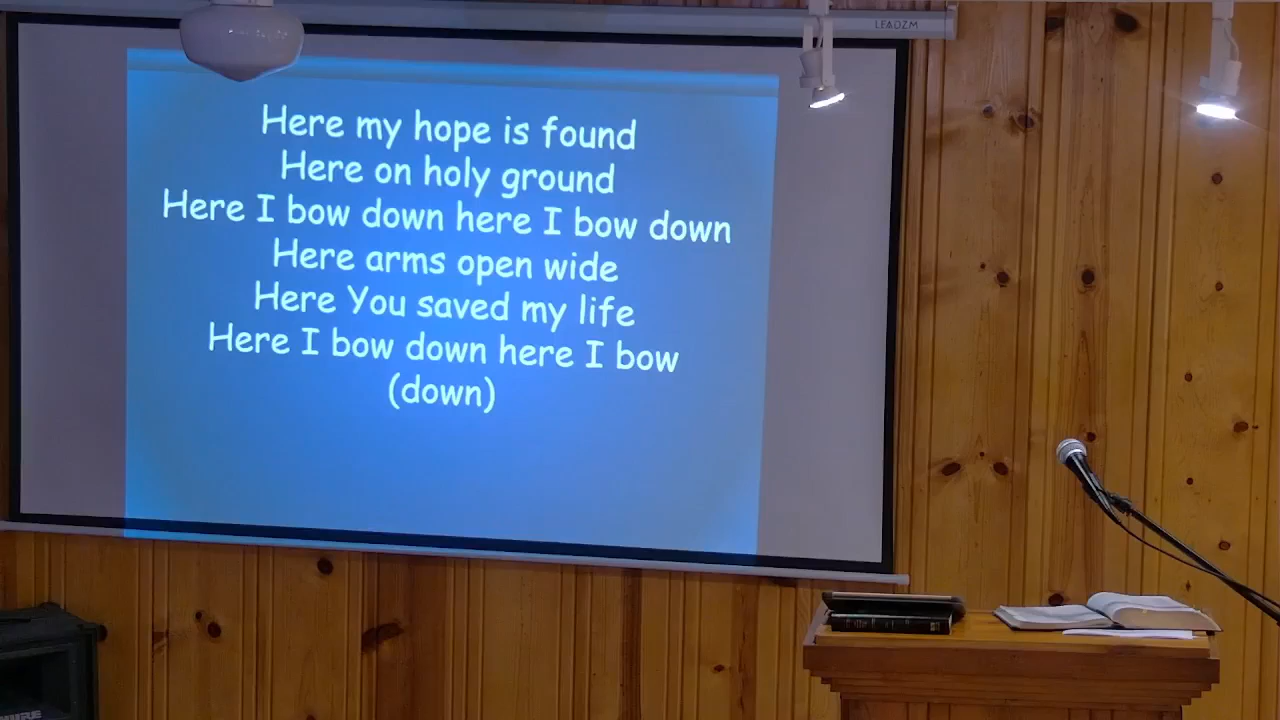 LEADZM
Here my hope is found
Here on holy ground
Here I bow down here I bow down
Here arms open wide
Here You saved my life
Here I bow down here I bow
(down)